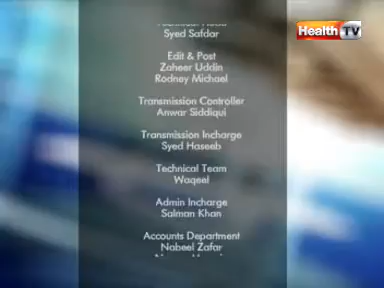 Health TV
Syed Safdar
Edit & Post
Zaheer Uddin
Rodney Michael
Transmission Controller
Anwar Siddiqui
Transmission Incharge
Syed Haseeb
Technical Team
Waqeel
Admin Incharge
Salman Khan
Accounts Department
Nabeel Zafar